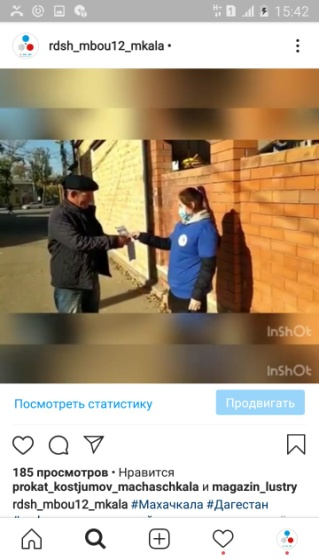 15:42
rdsh_mbou12_mkala •
InShOt
InShOt
Посмотреть статистику
Продвигать
185 просмотров • Нравится
prokat_kostjumov_machaschkala и magazin_lustry
rdsh_mbou12_mkala #Махачкала #Дагестан